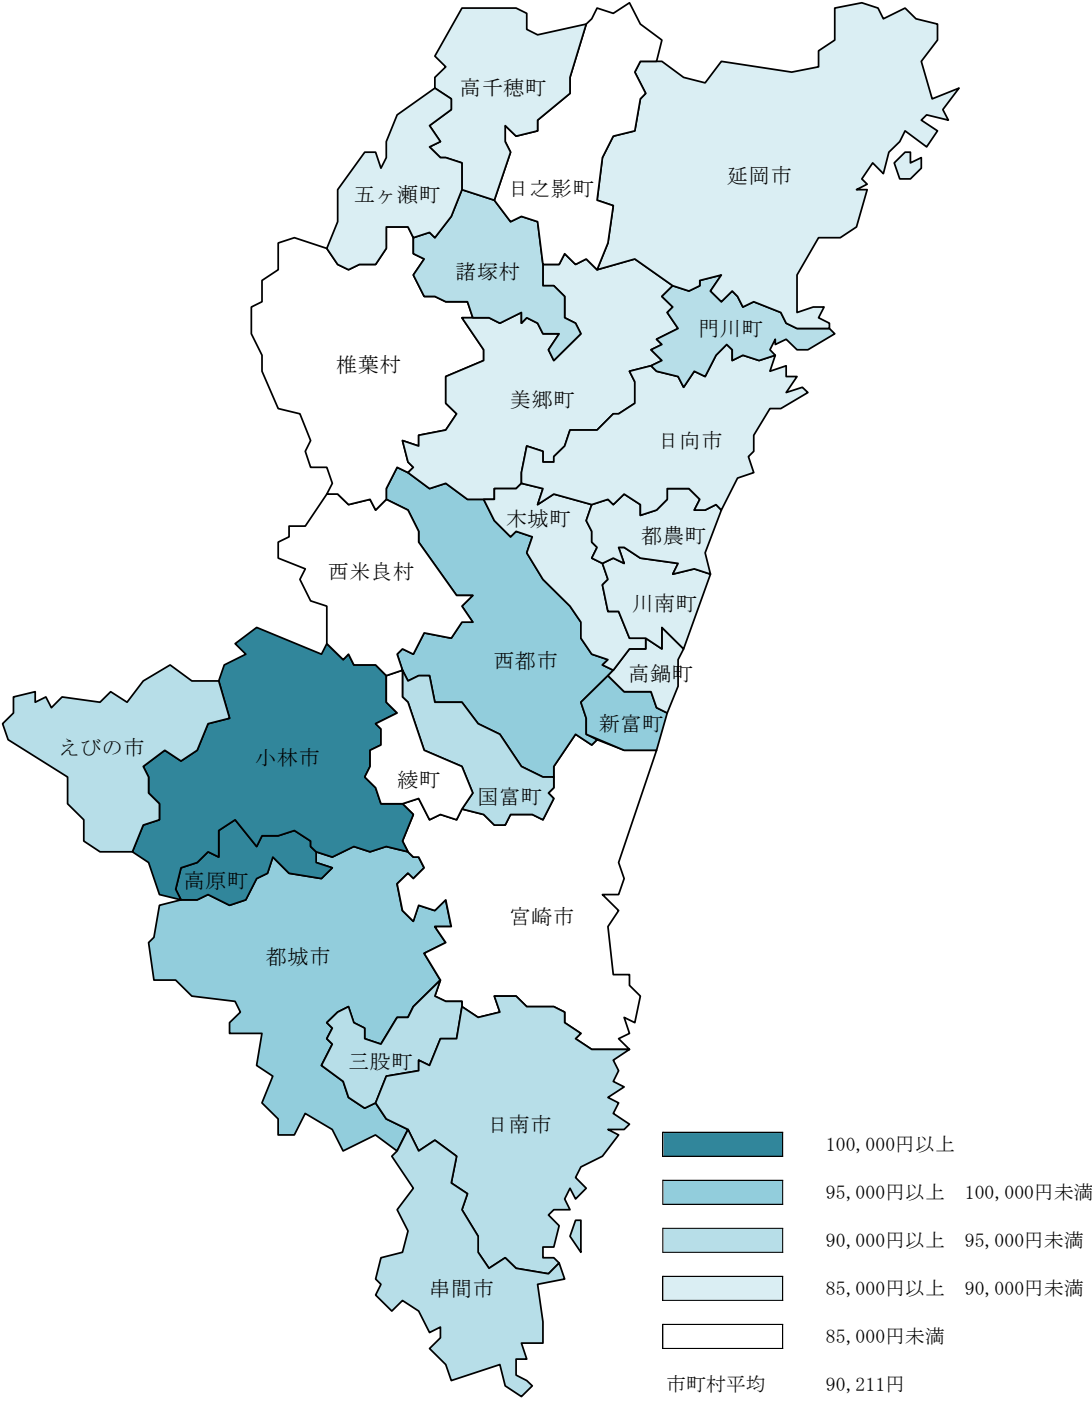 高千穂町
延岡市
日之影町
五ヶ瀬町
諸塚村
門川町
椎葉村
美郷町
日向市
木城町
都農町
西米良村
川南町
西都市
高鍋町
新富町
えびの市
小林市
綾町
国富町
高原町
宮崎市
都城市
三股町
日南市
串間市
100,000円以上
95,000円以上　100,000円未満
90,000円以上　95,000円未満
85,000円以上　90,000円未満
85,000円未満
市町村平均　90,211円